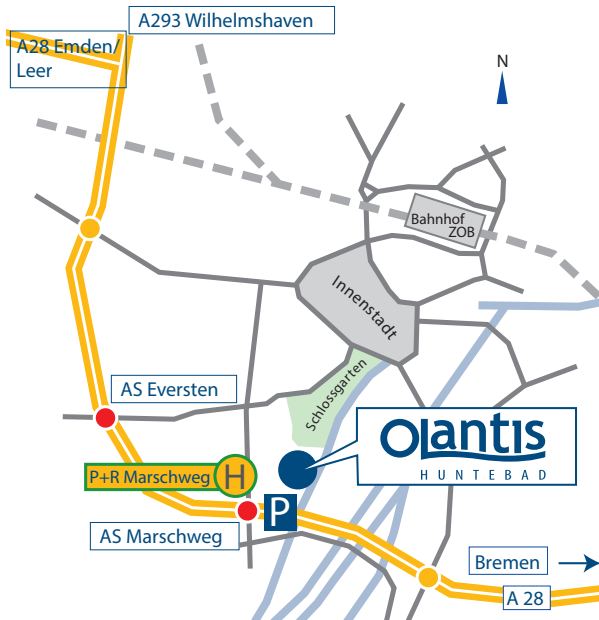 A293 Wilhelmshaven
A28 Emden/
Leer
N
Bahnhof
ZOB
Innenstadt
AS Eversten
Schlossgarten
Olantis
HUNTEBAD
P+R Marschweg
H
P
AS Marschweg
Bremen
A 28